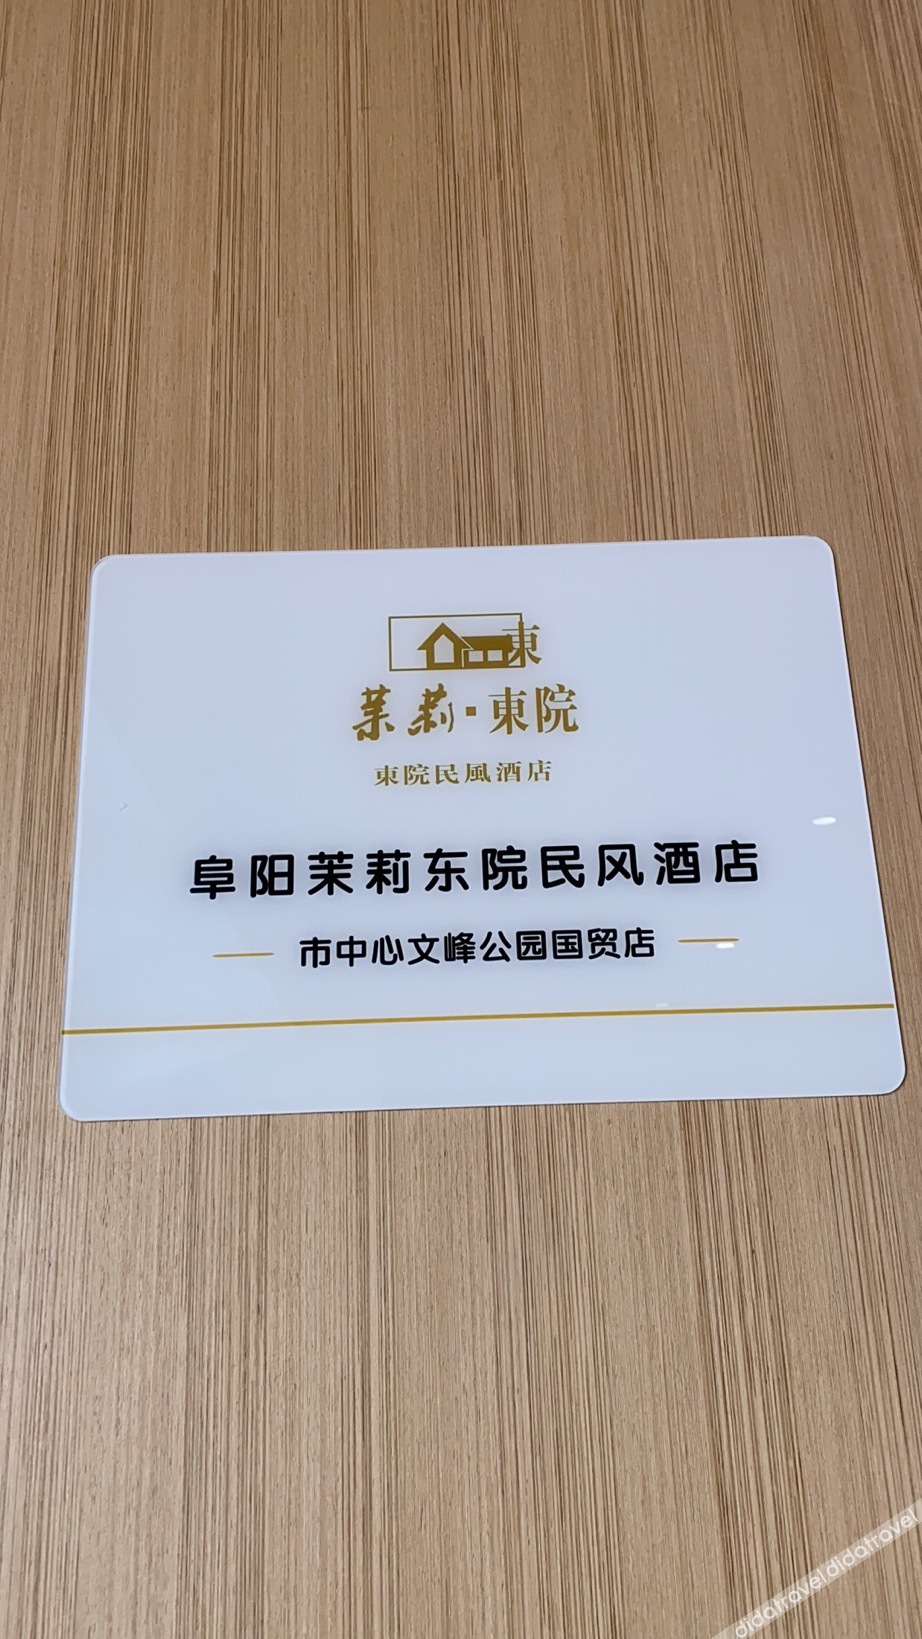 東
茉莉·東院
東院民風酒店
阜阳茉莉东院民风酒店
市中心文峰公园国贸店
didatravel didatravel